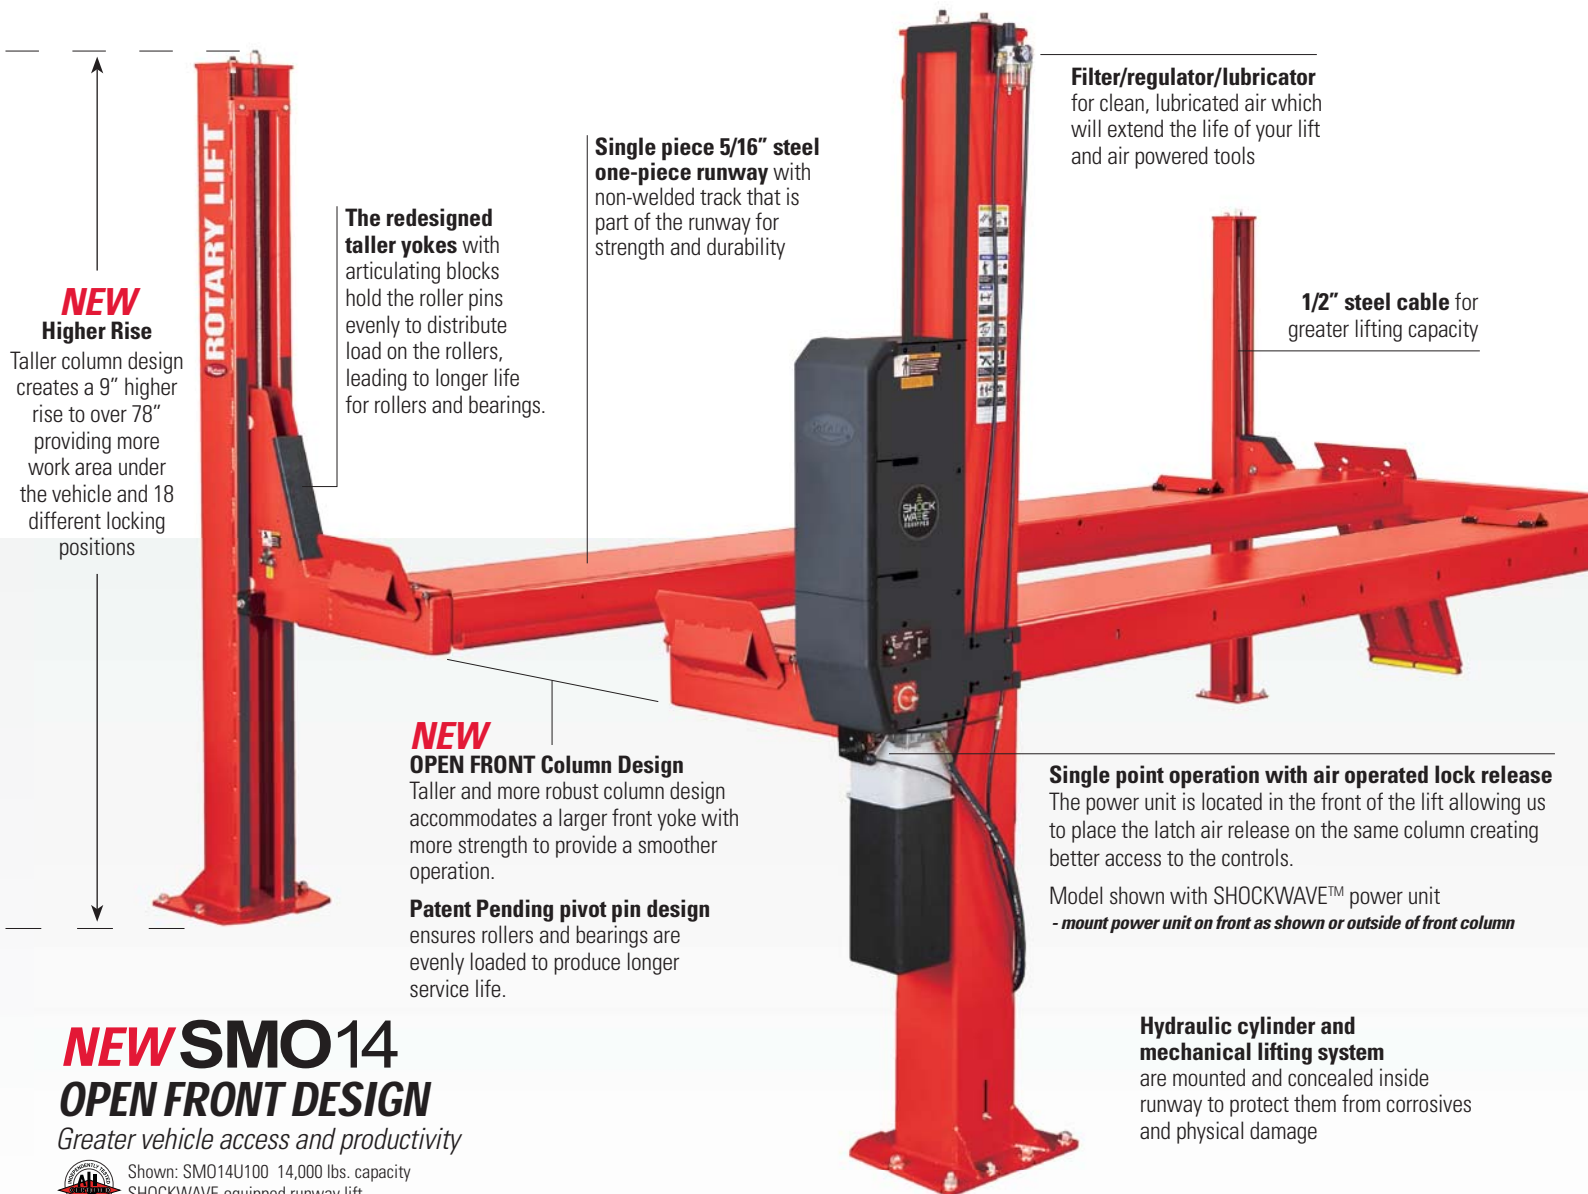 ROTARY LIFT
NEW
Higher Rise
Taller column design
creates a 9” higher
rise to over 78”
providing more
work area under
the vehicle and 18
different locking
positions
The redesigned
taller yokes with
articulating blocks
hold the roller pins
evenly to distribute
load on the rollers,
leading to longer life
for rollers and bearings.
Single piece 5/16” steel
one-piece runway with
non-welded track that is
part of the runway for
strength and durability
Filter/regulator/lubricator
for clean, lubricated air which
will extend the life of your lift
and air powered tools
1/2” steel cable for
greater lifting capacity
SHOCK
WAVE
EQUIPPED
NEW
OPEN FRONT Column Design
Taller and more robust column design
accommodates a larger front yoke with
more strength to provide a smoother
operation.
Patent Pending pivot pin design
ensures rollers and bearings are
evenly loaded to produce longer
service life.
Single point operation with air operated lock release
The power unit is located in the front of the lift allowing us
to place the latch air release on the same column creating
better access to the controls.
Model shown with SHOCKWAVE™ power unit
- mount power unit on front as shown or outside of front column
Hydraulic cylinder and
mechanical lifting system
are mounted and concealed inside
runway to protect them from corrosives
and physical damage
NEW SMO14
OPEN FRONT DESIGN
Greater vehicle access and productivity
INDEPENDENTLY TESTED
ALI
Shown: SMO14U100 14,000 lbs. capacity
SHOCKWAVE-equipped runway lift